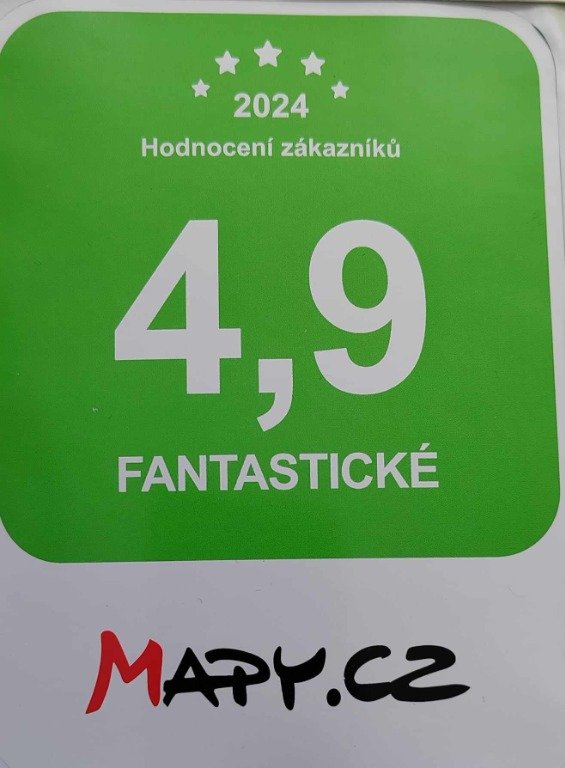 2024
Hodnocení zákazníků
4,9
FANTASTICKÉ
MAPY.CZ